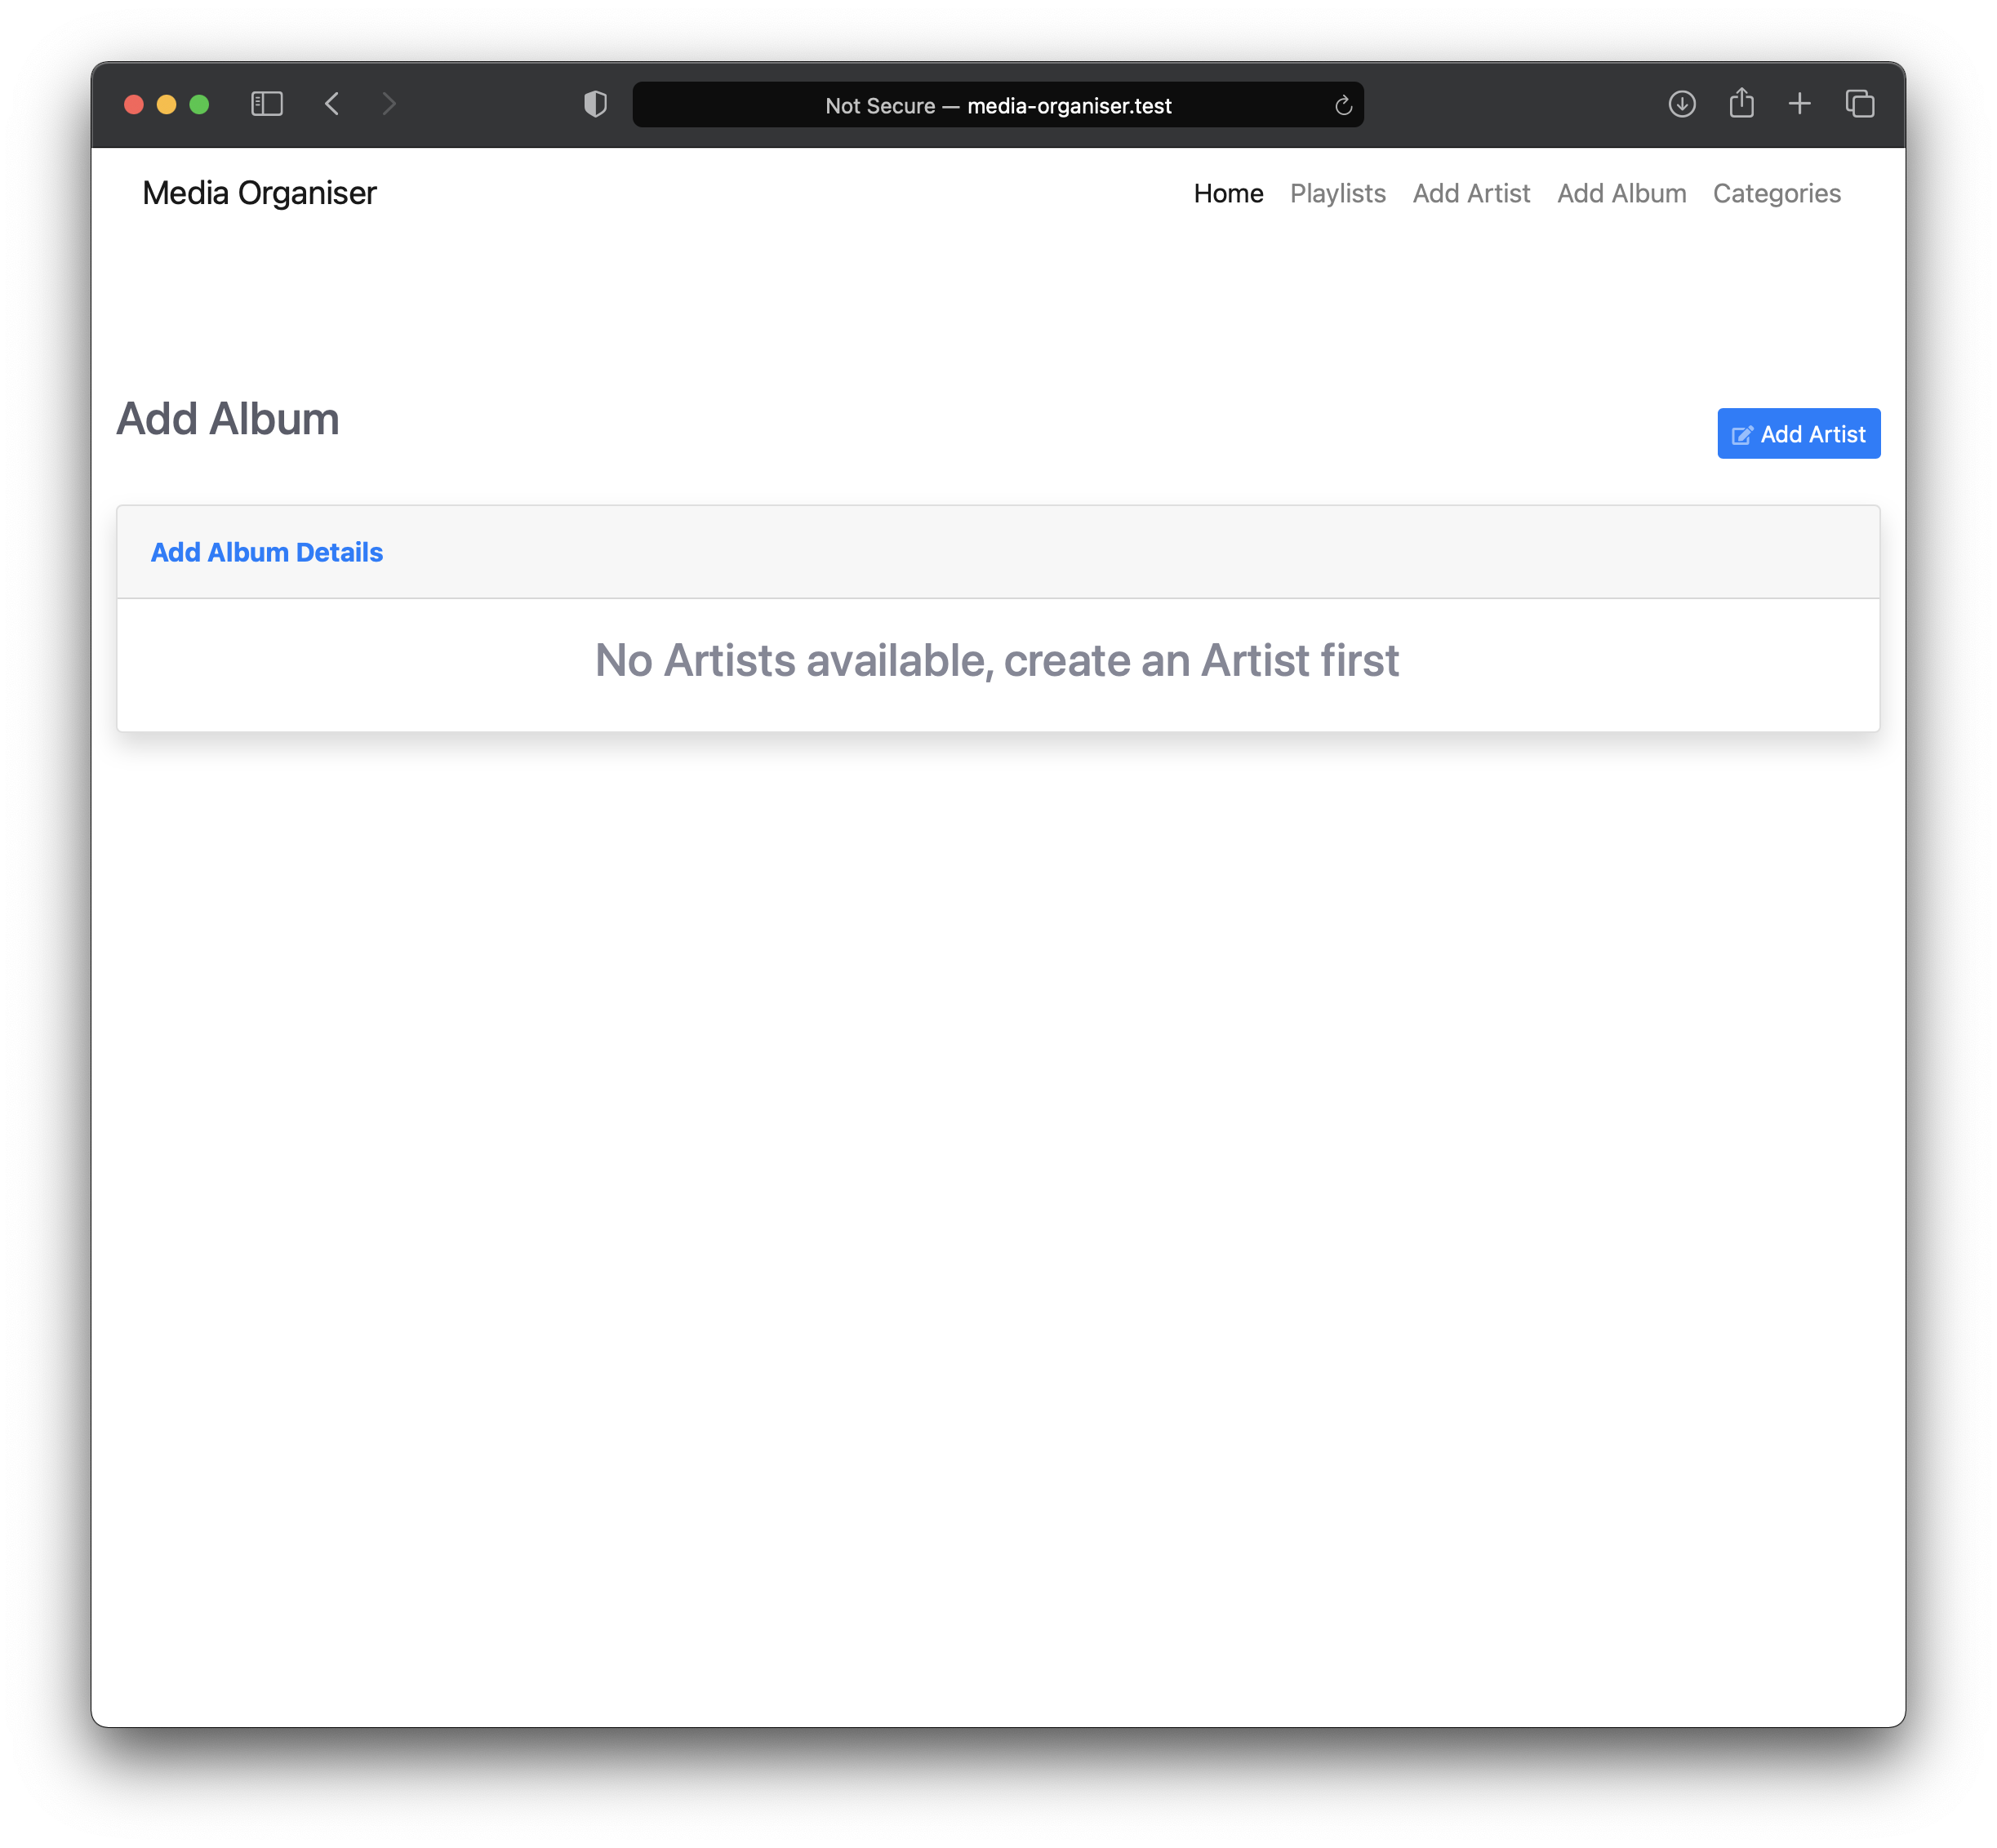 Not Secure — media-organiser.test
Media Organiser
Home Playlists Add Artist Add Album Categories
Add Album
Add Artist
Add Album Details
No Artists available, create an Artist first